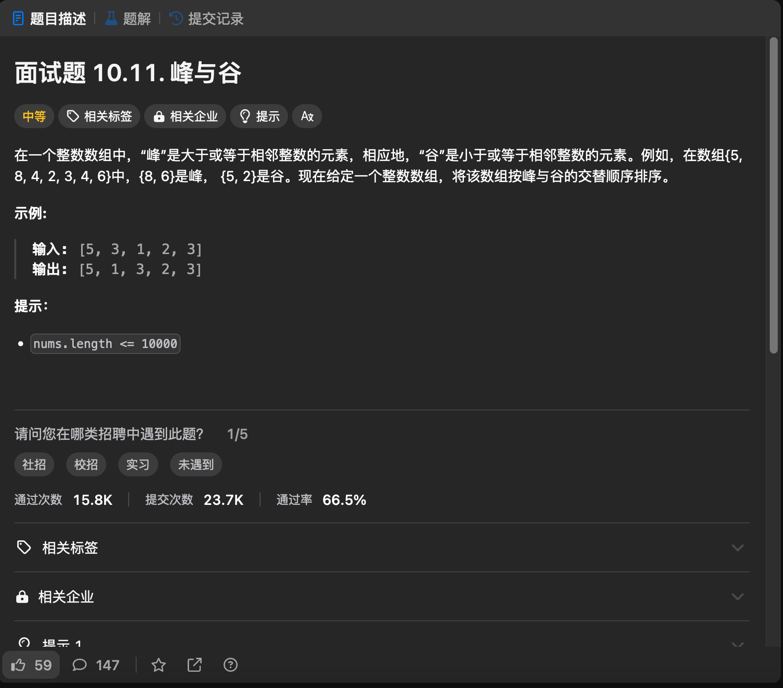 题目描述 题解 提交记录
面试题 10.11. 峰与谷
中等 相关标签 相关企业 提示
在一个整数数组中，“峰”是大于或等于相邻整数的元素，相应地，“谷”是小于或等于相邻整数的元素。例如，在数组{5,
8, 4, 2, 3, 4, 6}中，{8, 6}是峰， {5, 2}是谷。现在给定一个整数数组，将该数组按峰与谷的交替顺序排序。
示例:
输入: [5, 3, 1, 2, 3]
输出: [5, 1, 3, 2, 3]
提示:
nums.length <= 10000
请问您在哪类招聘中遇到此题? 1/5
社招 校招 实习 未遇到
通过次数 15.8K 提交次数 23.7K 通过率 66.5%
相关标签
相关企业
提示 1
59 147